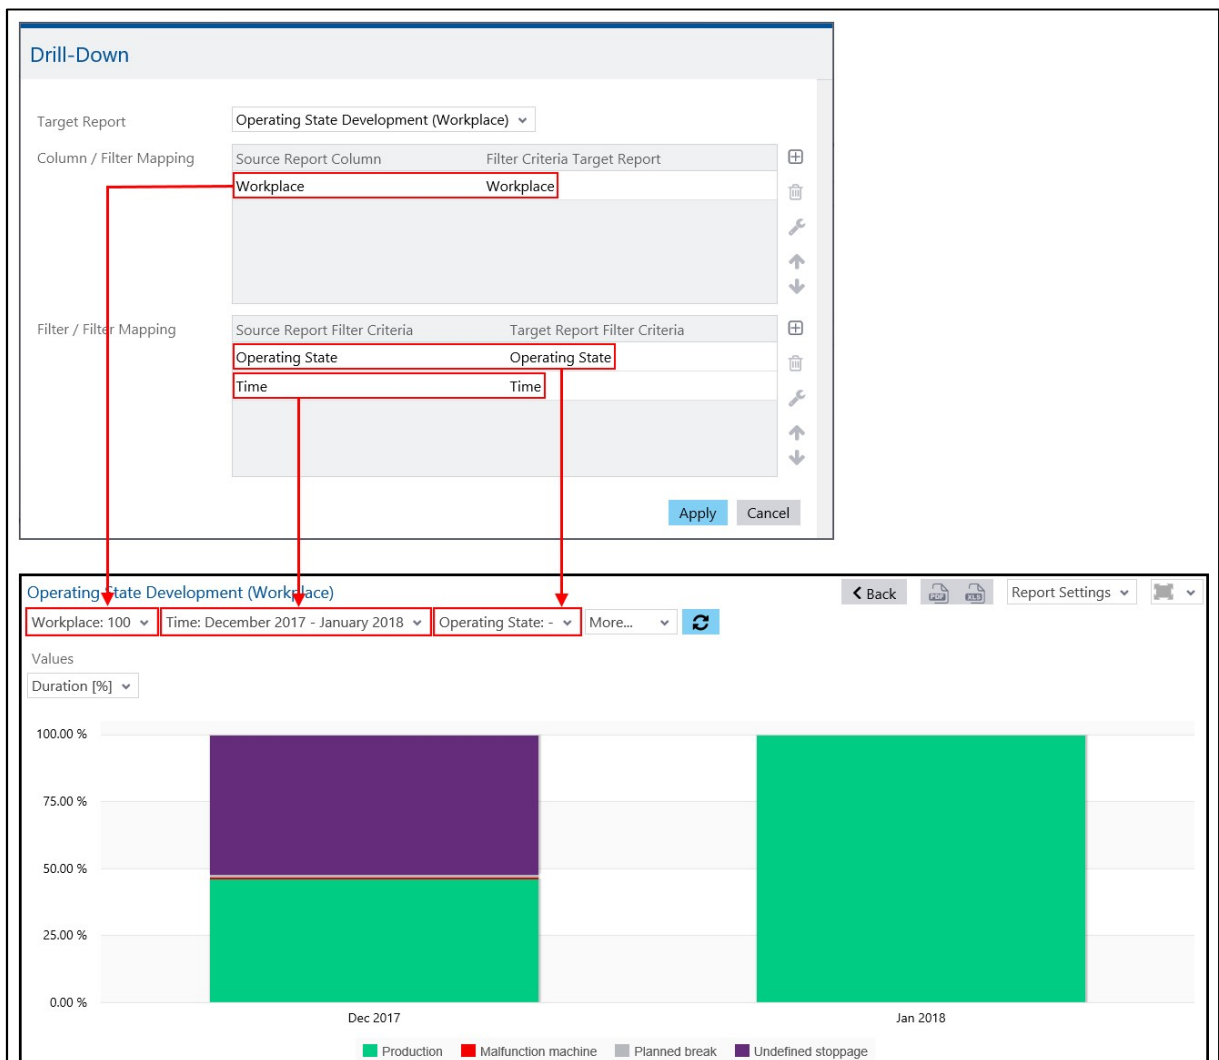 Drill-Down
Target Report Operating State Development (Workplace)
Column / Filter Mapping Source Report Column Filter Criteria Target Report
Workplace Workplace
Filter / Filter Mapping Source Report Filter Criteria Target Report Filter Criteria
Operating State Operating State
Time Time
Apply Cancel
Operating State Development (Workplace) Back PDF XLS Report Settings
Workplace: 100 Time: December 2017 - January 2018 Operating State: - More...
Values
Duration [%]
100.00 %
75.00 %
50.00 %
25.00 %
0.00 %
Dec 2017 Jan 2018
Production Malfunction machine Planned break Undefined stoppage